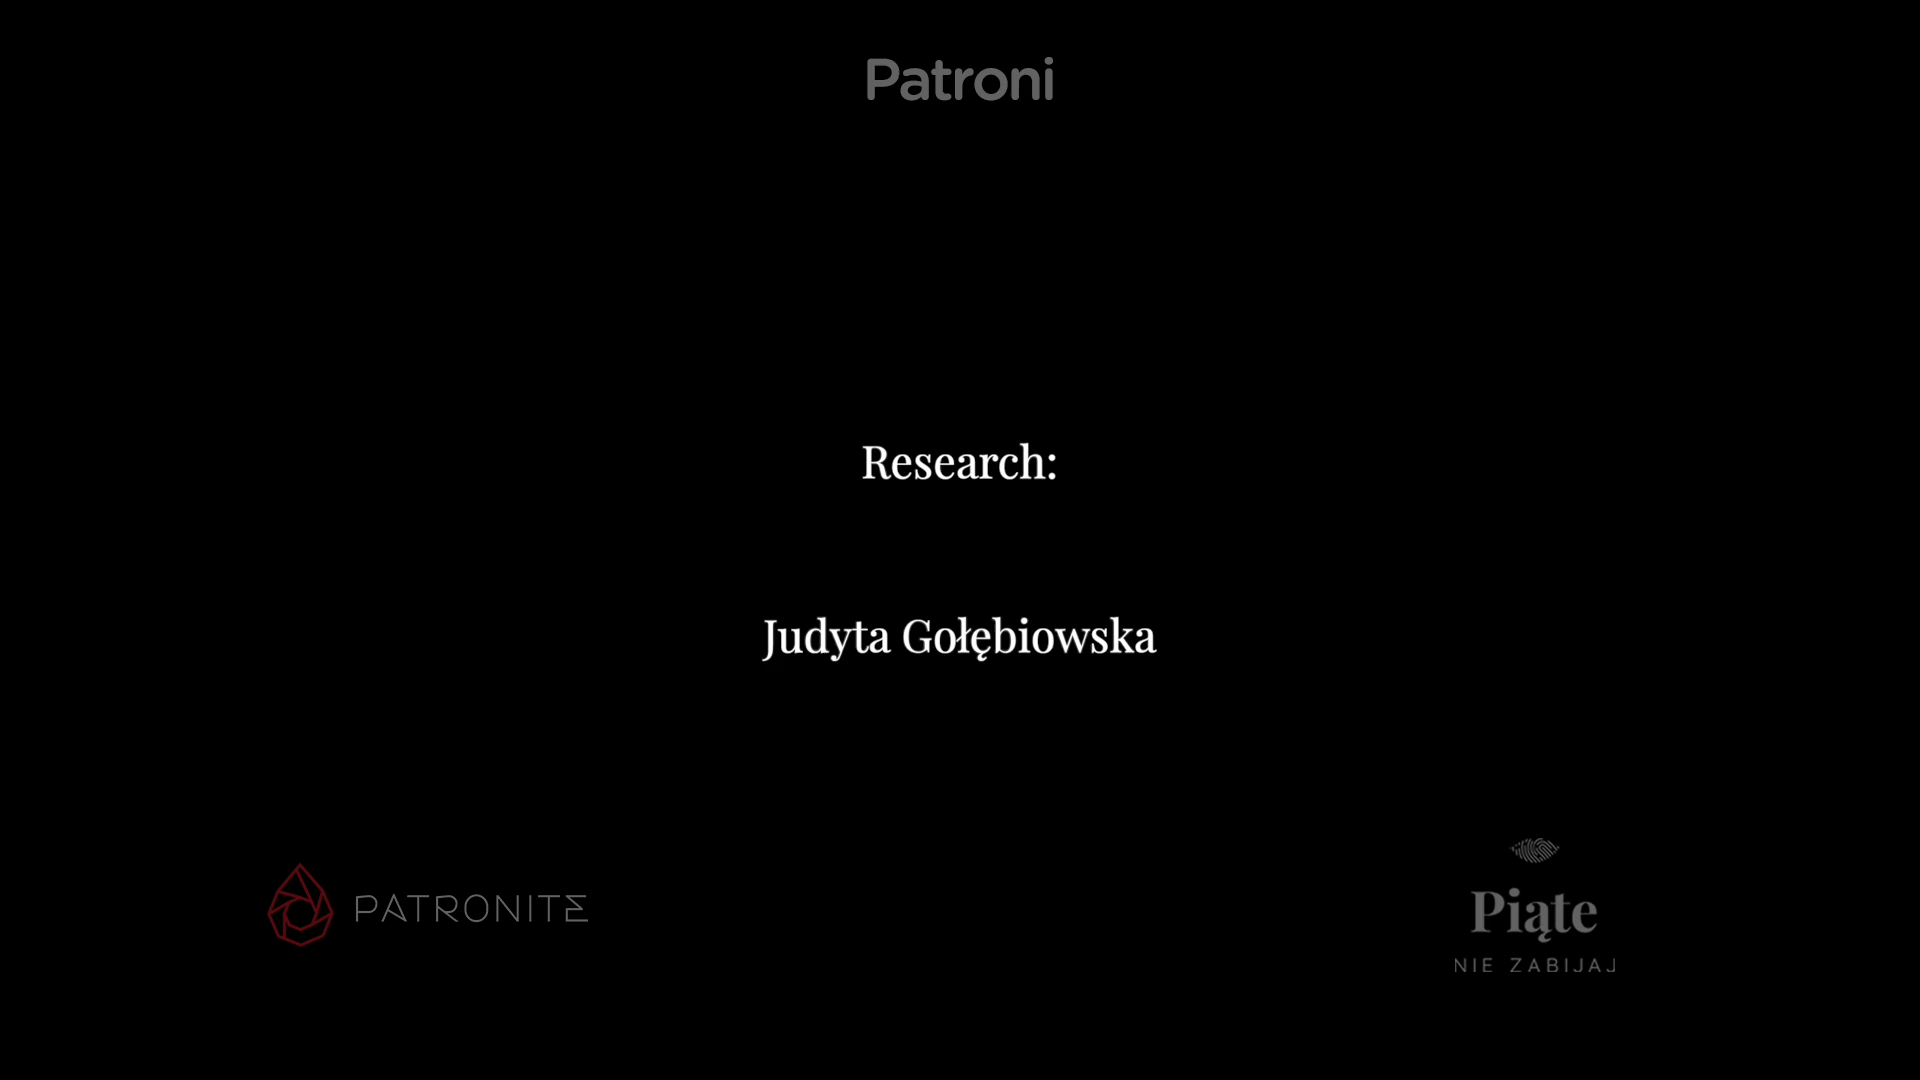 Patroni
Research:
Judyta Gołębiowska
PATRONITE
Piąte
NIE ZABIJAJ